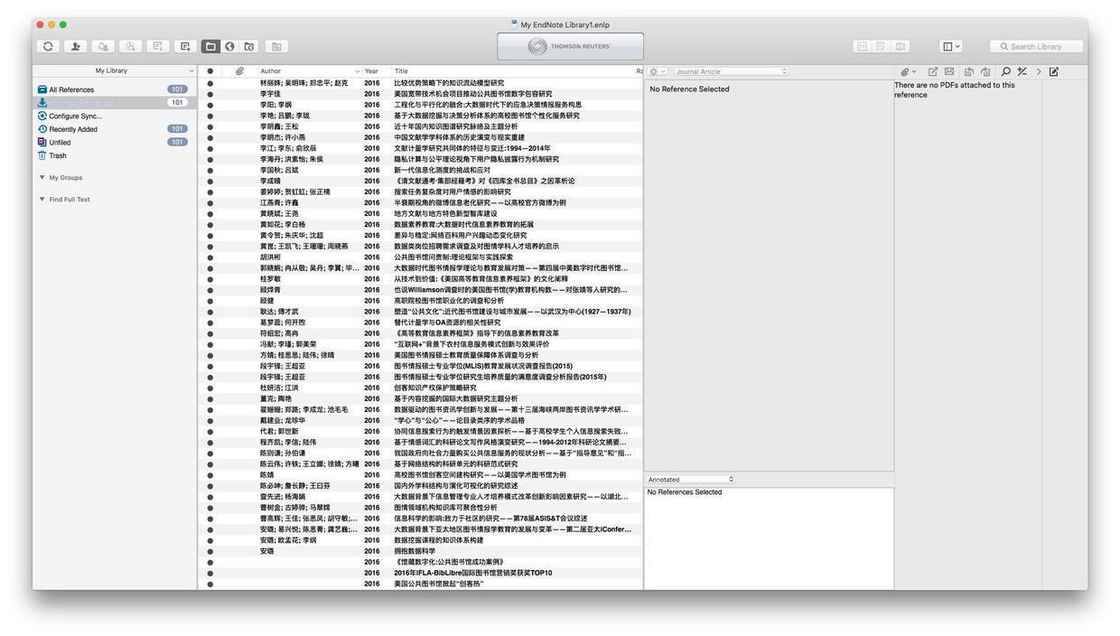 My EndNote Library1.enlp
THOMSON REUTERS
Search Library
My Library
Author Year Title
Journal Article
All References 101
101
Configure Sync...
Recently Added 101
Unfiled 101
Trash
My Groups
Find Full Text
No Reference Selected
There are no PDFs attached to this
reference
林丽姝; 吴明珠; 郑忠平; 赵克 2016 比较优势策略下的知识流动模型研究
李宇佳 2016 美国宽带技术机会项目推动公共图书馆数字包容研究
李阳; 李纲 2016 工程化与平行化的融合:大数据时代下的应急决策情报服务构思
李艳; 吕鹏; 李珑 2016 基于大数据挖掘与决策分析体系的高校图书馆个性化服务研究
李明鑫; 王松 2016 近十年国内知识图谱研究脉络及主题分析
李明杰; 许小燕 2016 中国文献学学科体系的历史演变与现实重建
李江; 李东; 俞欣辰 2016 文献计量学研究共同体的特征与变迁:1994—2014年
李海丹; 洪紫怡; 朱侯 2016 隐私计算与公平理论视角下用户隐私披露行为机制研究
李国秋; 吕斌 2016 新一代信息化测度的挑战和应对
李成晴 2016 《清文献通考·集部经籍考》对《四库全书总目》之因革析论
姜婷婷; 贺虹虹; 张正楠 2016 搜索任务复杂度对用户情感的影响研究
江燕青; 许鑫 2016 半衰期视角的微博信息老化研究——以高校官方微博为例
黄晓斌; 王尧 2016 地方文献与地方特色新型智库建设
黄如花; 李白杨 2016 数据素养教育:大数据时代信息素养教育的拓展
黄令贺; 朱庆华; 沈超 2016 差异与稳定:网络百科用户兴趣动态变化研究
黄崑; 王凯飞; 王珊珊; 周晓燕 2016 数据类岗位招聘需求调查及对图情学科人才培养的启示
胡洪彬 2016 公共图书馆问责制:理论框架与实践探索
郭晓婉; 冉从敬; 吴丹; 李翼; 毕... 2016 大数据时代图书情报学理论与教育发展对策——第四届中美数字时代图书馆...
桂罗敏 2016 从技术到价值:《美国高等教育信息素养框架》的文化阐释
顾烨青 2016 也说Williamson调查时的美国图书馆(学)教育机构数——对张靖等人研究的...
顾健 2016 高职院校图书馆职业化的调查和分析
耿达; 傅才武 2016 塑造“公共文化”:近代图书馆建设与城市发展——以武汉为中心(1927－1937年)
葛梦蕊; 何开煦 2016 替代计量学与OA资源的相关性研究
符绍宏; 高冉 2016 《高等教育信息素养框架》指导下的信息素养教育改革
冯献; 李瑾; 郭美荣 2016 “互联网+”背景下农村信息服务模式创新与效果评价
方婧; 桂思思; 陆伟; 徐晴 2016 美国图书情报硕士教育质量保障体系调查与分析
段宇锋; 王超亚 2016 图书情报硕士专业学位(MLIS)教育发展状况调查报告(2015)
段宇锋; 王超亚 2016 图书情报硕士专业学位研究生培养质量的满意度调查分析报告(2015年)
杜妍洁; 江洪 2016 创客知识产权保护策略研究
董克; 陶艳 2016 基于内容挖掘的国际大数据研究主题分析
翟姗姗; 郑路; 李成龙; 池毛毛 2016 数据驱动的图书资讯学创新与发展——第十三届海峡两岸图书资讯学学术研...
戴建业; 龙珍华 2016 “学心”与“公心”——论目录类序的学术品格
代君; 郭世新 2016 协同信息搜索行为的触发情景因素探析——基于高校学生个人信息搜索失败...
程齐凯; 李信; 陆伟 2016 基于情感词汇的科研论文写作风格演变研究——1994-2012年科研论文摘要...
陈则谦; 孙伯谦 2016 我国政府向社会力量购买公共信息服务的现状分析——基于“指导意见”和“指...
陈云伟; 许轶; 王立娜; 徐婧; 方曙 2016 基于网络结构的科研单元的科研范式研究
陈婧 2016 高校图书馆创客空间建构研究——以美国学术图书馆为例
陈必坤; 詹长静; 王曰芬 2016 国内外学科结构与演化可视化的研究综述
查先进; 杨海娟 2016 大数据背景下信息管理专业人才培养模式改革创新影响因素研究——以湖北...
曹树金; 古婷骅; 马翠嫦 2016 图情领域机构知识库可聚合性分析
曹高辉; 王佳; 张恶凤; 胡守敏;... 2016 信息科学的影响:致力于社区的研究——第78届ASIS&T会议综述
安璐; 易兴悦; 陈思菁; 龚艺巍;... 2016 大数据背景下亚太地区图书情报学教育的发展与变革——第二届亚太iConfer...
安璐; 欧孟花; 李纲 2016 数据挖掘课程的知识体系构建
安璐 2016 拥抱数据科学
2016 《馆藏数字化:公共图书馆成功案例》
2016 2016年IFLA-BibLibre国际图书馆营销奖获奖TOP10
2016 美国公共图书馆掀起“创客热”
Annotated
No References Selected